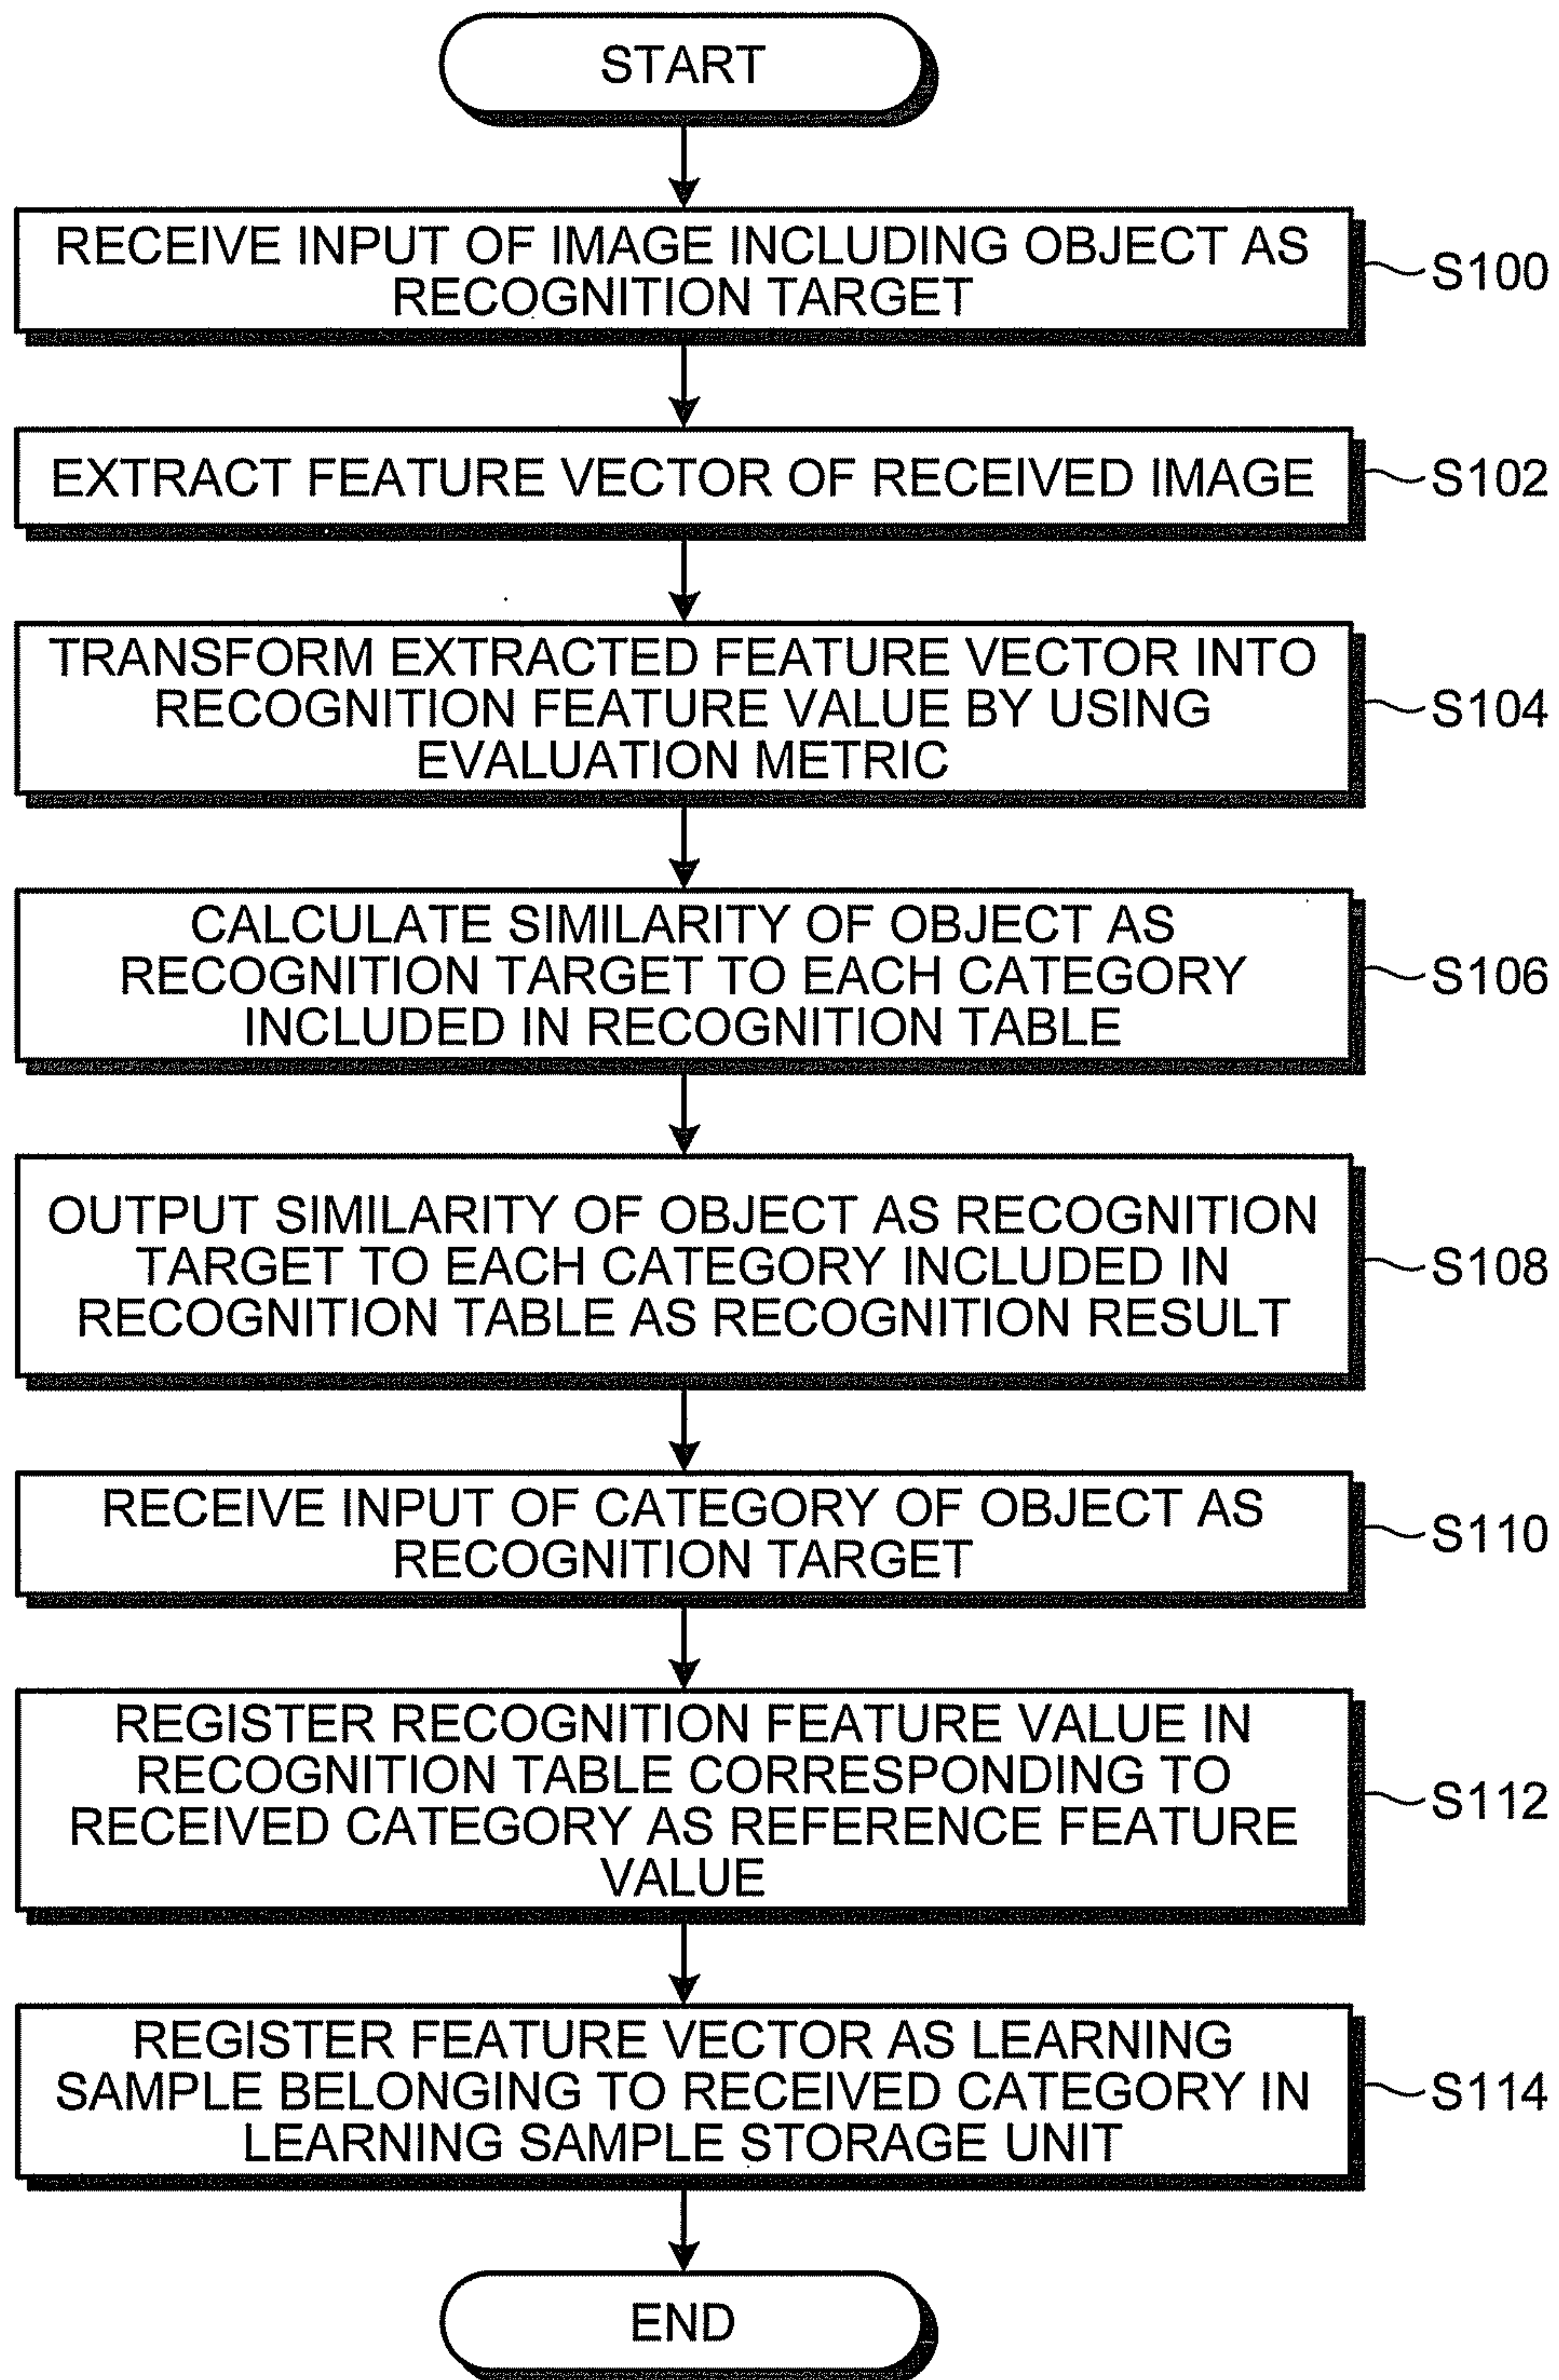 START
RECEIVE INPUT OF IMAGE INCLUDING OBJECT AS
RECOGNITION TARGET
S100
EXTRACT FEATURE VECTOR OF RECEIVED IMAGE
S102
TRANSFORM EXTRACTED FEATURE VECTOR INTO
RECOGNITION FEATURE VALUE BY USING
EVALUATION METRIC
S104
CALCULATE SIMILARITY OF OBJECT AS
RECOGNITION TARGET TO EACH CATEGORY
INCLUDED IN RECOGNITION TABLE
S106
OUTPUT SIMILARITY OF OBJECT AS RECOGNITION
TARGET TO EACH CATEGORY INCLUDED IN
RECOGNITION TABLE AS RECOGNITION RESULT
S108
RECEIVE INPUT OF CATEGORY OF OBJECT AS
RECOGNITION TARGET
S110
REGISTER RECOGNITION FEATURE VALUE IN
RECOGNITION TABLE CORRESPONDING TO
RECEIVED CATEGORY AS REFERENCE FEATURE
VALUE
S112
REGISTER FEATURE VECTOR AS LEARNING
SAMPLE BELONGING TO RECEIVED CATEGORY IN
LEARNING SAMPLE STORAGE UNIT
S114
END